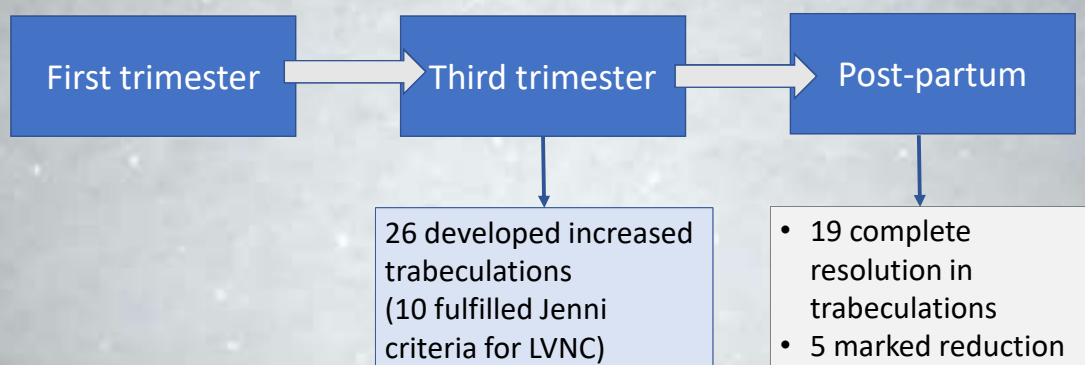 First trimester
Third trimester
Post-partum
26 developed increased
trabeculations
(10 fulfilled Jenni
criteria for LVNC)
• 19 complete
resolution in
trabeculations
• 5 marked reduction